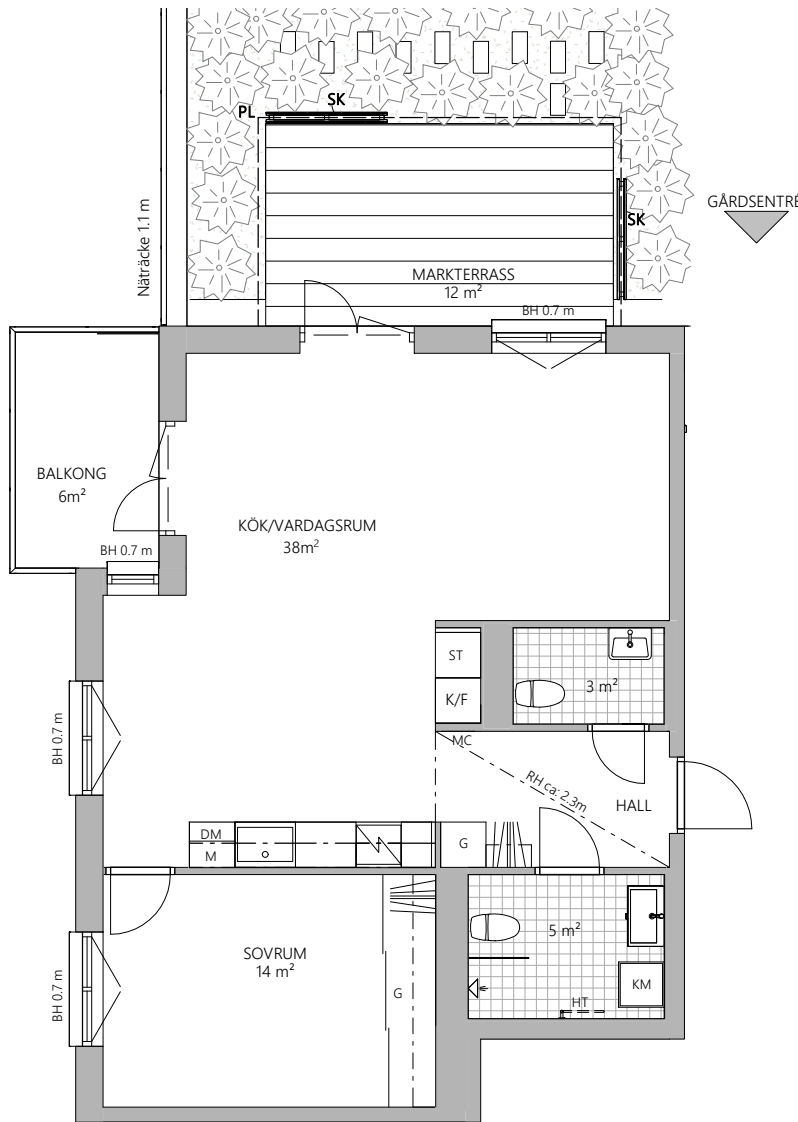 SK
PL
Näträcke 1.1 m
SK
GÅRDSENTRÉ
MARKTERRASS
12 m²
BH 0.7 m
BALKONG
6m²
KÖK/VARDAGSRUM
38m²
BH 0.7 m
ST
K/F
3 m²
BH 0.7 m
MC
RH ca: 2.3m
HALL
DM
M
G
SOVRUM
14 m²
G
5 m²
BH 0.7 m
KM
HT